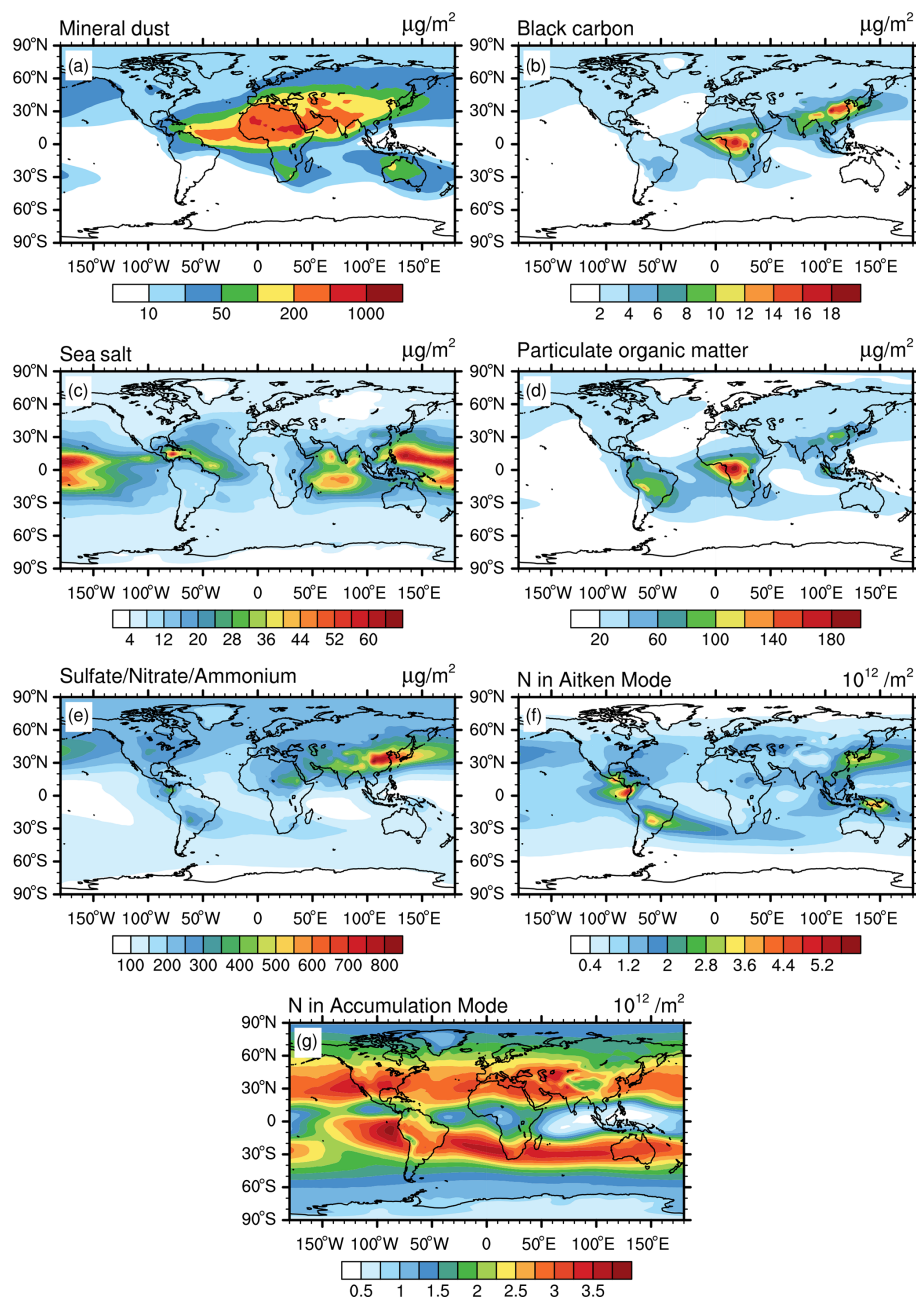 Mineral dust μg/m²
(a)
90°N
60°N
30°N
0
30°S
60°S
90°S
150°W 100°W 50°W 0 50°E 100°E 150°E
10 50 200 1000
Black carbon μg/m²
(b)
90°N
60°N
30°N
0
30°S
60°S
90°S
150°W 100°W 50°W 0 50°E 100°E 150°E
2 4 6 8 10 12 14 16 18
Sea salt μg/m²
(c)
90°N
60°N
30°N
0
30°S
60°S
90°S
150°W 100°W 50°W 0 50°E 100°E 150°E
4 12 20 28 36 44 52 60
Particulate organic matter μg/m²
(d)
90°N
60°N
30°N
0
30°S
60°S
90°S
150°W 100°W 50°W 0 50°E 100°E 150°E
20 60 100 140 180
Sulfate/Nitrate/Ammonium μg/m²
(e)
90°N
60°N
30°N
0
30°S
60°S
90°S
150°W 100°W 50°W 0 50°E 100°E 150°E
100 200 300 400 500 600 700 800
N in Aitken Mode 10¹² /m²
(f)
90°N
60°N
30°N
0
30°S
60°S
90°S
150°W 100°W 50°W 0 50°E 100°E 150°E
0.4 1.2 2 2.8 3.6 4.4 5.2
N in Accumulation Mode 10¹² /m²
(g)
90°N
60°N
30°N
0
30°S
60°S
90°S
150°W 100°W 50°W 0 50°E 100°E 150°E
0.5 1 1.5 2 2.5 3 3.5